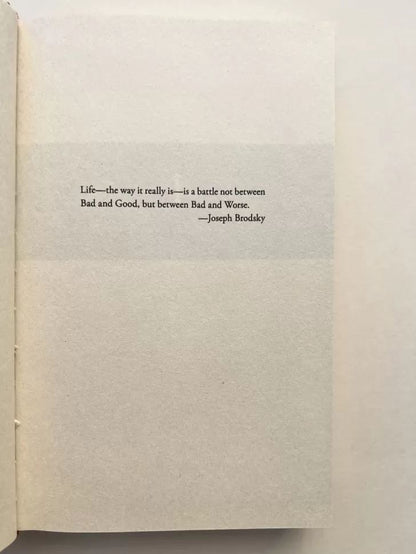 Life—the way it really is—is a battle not between
Bad and Good, but between Bad and Worse.
—Joseph Brodsky